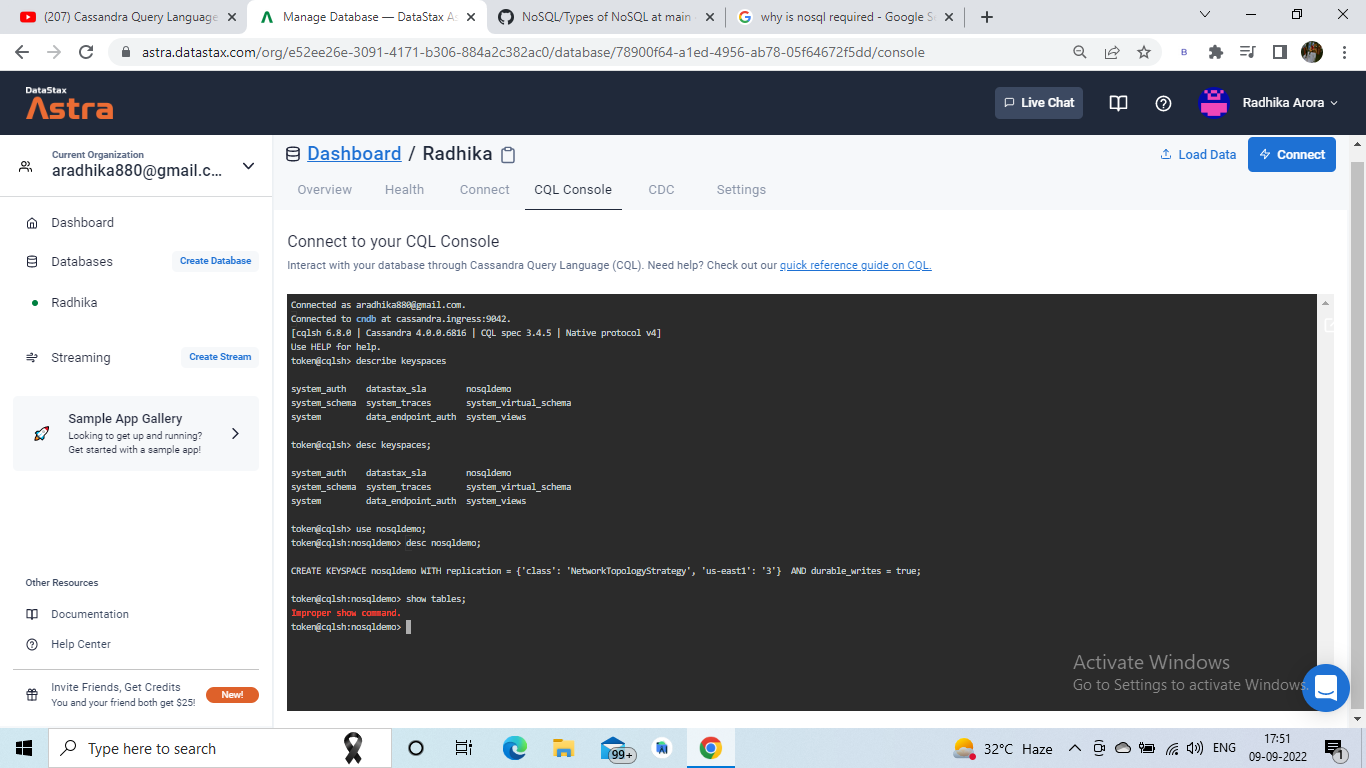 (207) Cassandra Query Language
Manage Database — DataStax As
NoSQL/Types of NoSQL at main
why is nosql required - Google Se
astra.datastax.com/org/e52ee26e-3091-4171-b306-884a2c382ac0/database/78900f64-a1ed-4956-ab78-05f64672f5dd/console
B
DataStax
Astra
Live Chat
Radhika Arora
Current Organization
aradhika880@gmail.c...
Dashboard / Radhika
Load Data
Connect
Overview
Health
Connect
CQL Console
CDC
Settings
Dashboard
Databases
Create Database
Radhika
Streaming
Create Stream
Sample App Gallery
Looking to get up and running?
Get started with a sample app!
Other Resources
Documentation
Help Center
Invite Friends, Get Credits
You and your friend both get $25!
New!
Connect to your CQL Console
Interact with your database through Cassandra Query Language (CQL). Need help? Check out our quick reference guide on CQL.
Connected as aradhika880@gmail.com.
Connected to cndb at cassandra.ingress:9042.
[cqlsh 6.8.0 | Cassandra 4.0.0.6816 | CQL spec 3.4.5 | Native protocol v4]
Use HELP for help.
token@cqlsh> describe keyspaces
system_auth datastax_sla nosqldemo
system_schema system_traces system_virtual_schema
system data_endpoint_auth system_views
token@cqlsh> desc keyspaces;
system_auth datastax_sla nosqldemo
system_schema system_traces system_virtual_schema
system data_endpoint_auth system_views
token@cqlsh> use nosqldemo;
token@cqlsh:nosqldemo> desc nosqldemo;
CREATE KEYSPACE nosqldemo WITH replication = {'class': 'NetworkTopologyStrategy', 'us-east1': '3'} AND durable_writes = true;
token@cqlsh:nosqldemo> show tables;
Improper show command.
token@cqlsh:nosqldemo>
Activate Windows
Go to Settings to activate Windows.
Type here to search
99+
32°C Haze
ENG
17:51
09-09-2022
1